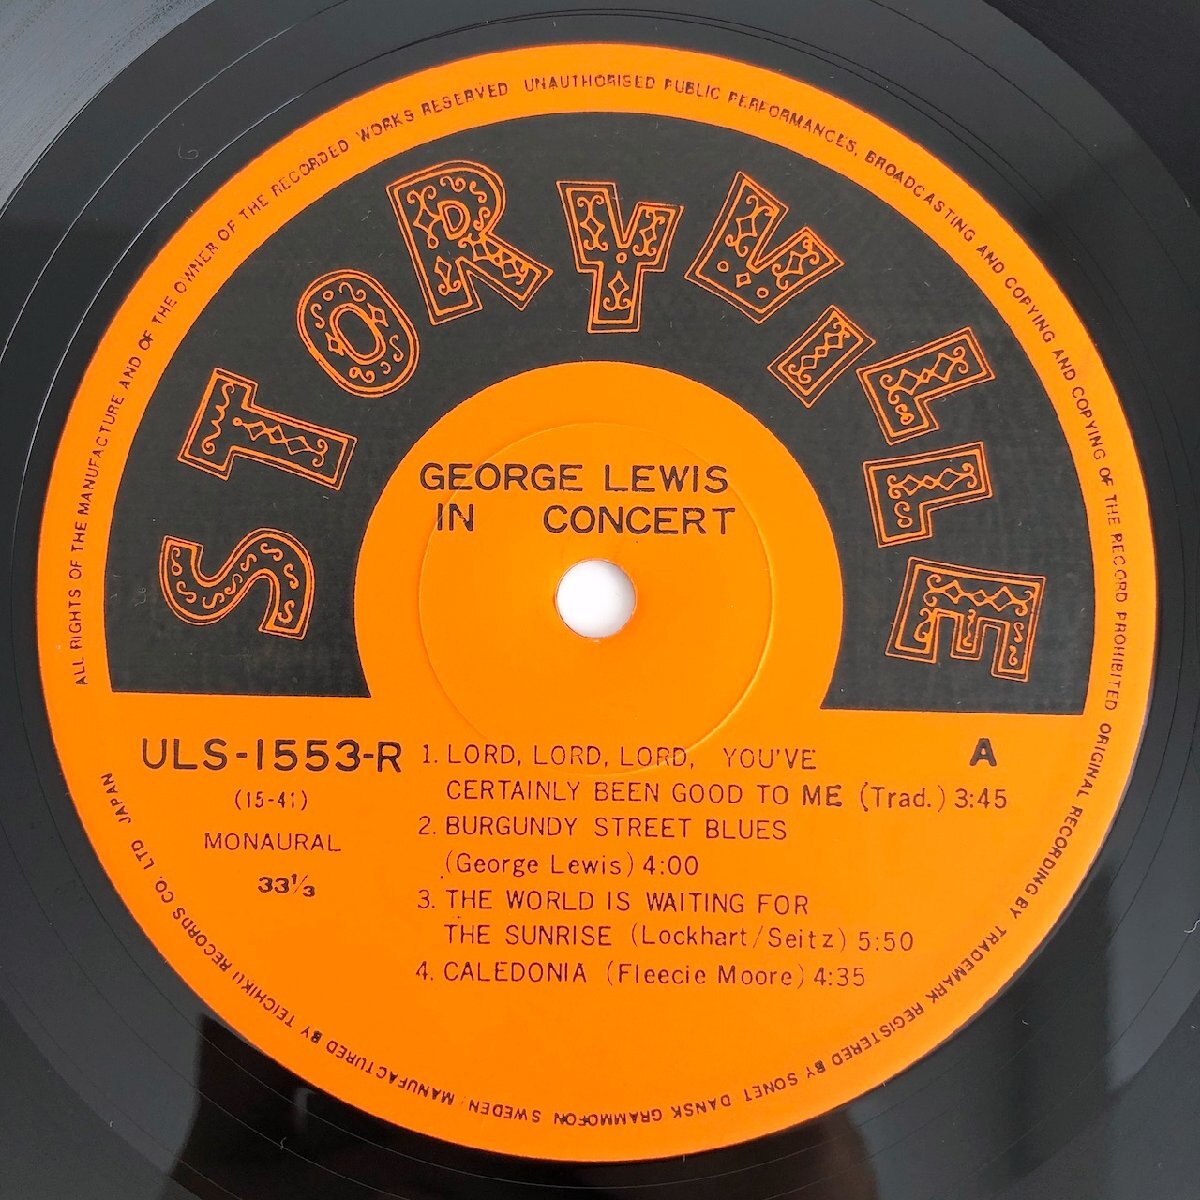 STORYVILLE
GEORGE LEWIS
IN CONCERT
ULS-1553-R
(15-41)
MONAURAL
33⅓
A
1. LORD, LORD, LORD, YOU'VE
CERTAINLY BEEN GOOD TO ME (Trad.) 3:45
2. BURGUNDY STREET BLUES
(George Lewis) 4:00
3. THE WORLD IS WAITING FOR
THE SUNRISE (Lockhart/Seitz) 5:50
4. CALEDONIA (Fleecie Moore) 4:35
ALL RIGHTS OF THE MANUFACTURE AND OF THE OWNER OF THE RECORDED WORKS RESERVED UNAUTHORISED PUBLIC PERFORMANCES, BROADCASTING AND COPYING AND COPYING OF THE RECORD PROHIBITED ORIGINAL RECORDING BY TRADEMARK REGISTERED BY SONET DANSK GRAMMOFON SWEDEN / MANUFACTURED BY TEICHIKU RECORDS CO. LTD JAPAN